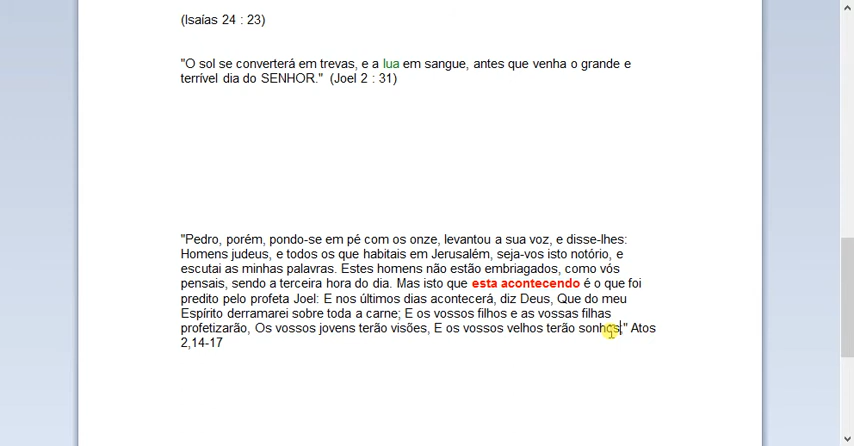 (Isaías 24 : 23)
"O sol se converterá em trevas, e a lua em sangue, antes que venha o grande e
terrível dia do SENHOR." (Joel 2 : 31)
"Pedro, porém, pondo-se em pé com os onze, levantou a sua voz, e disse-lhes:
Homens judeus, e todos os que habitais em Jerusalém, seja-vos isto notório, e
escutai as minhas palavras. Estes homens não estão embriagados, como vós
pensais, sendo a terceira hora do dia. Mas isto que esta acontecendo é o que foi
predito pelo profeta Joel: E nos últimos dias acontecerá, diz Deus, Que do meu
Espírito derramarei sobre toda a carne; E os vossos filhos e as vossas filhas
profetizarão, Os vossos jovens terão visões, E os vossos velhos terão sonhos;" Atos
2,14-17